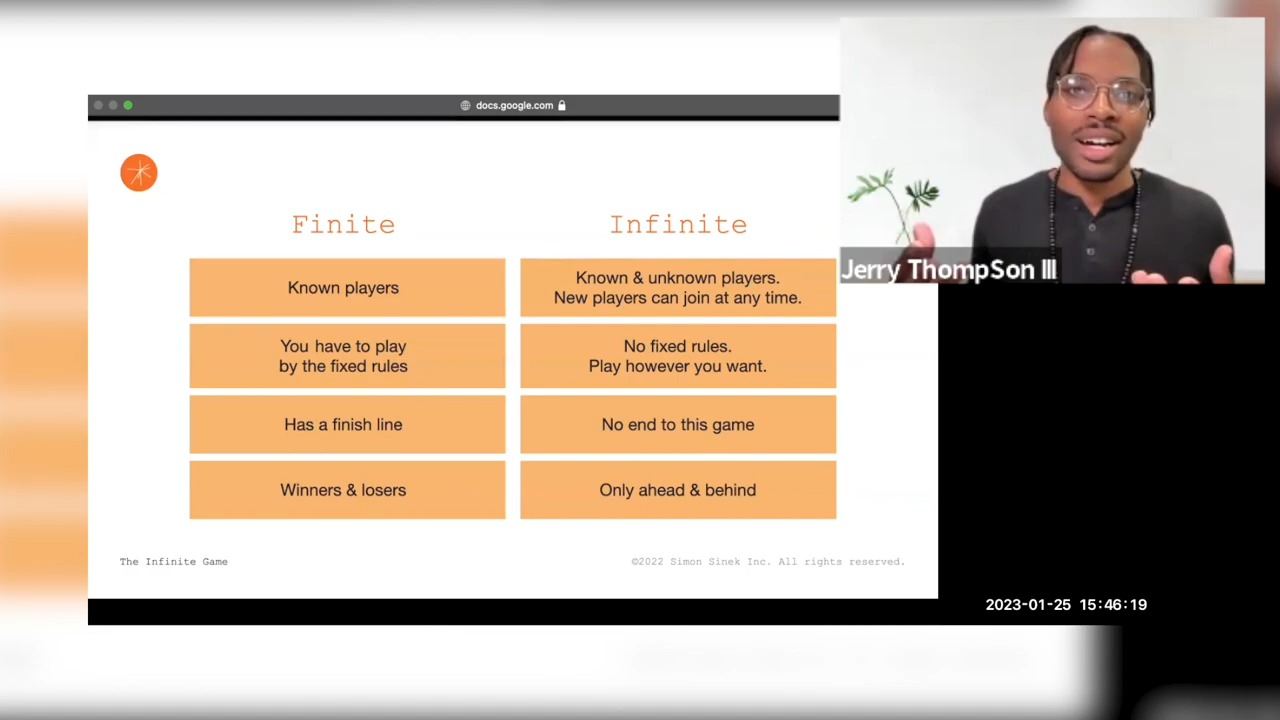 docs.google.com
Jerry ThompSon III
Finite
Infinite
Known players
Known & unknown players.
New players can join at any time.
You have to play
by the fixed rules
No fixed rules.
Play however you want.
Has a finish line
No end to this game
Winners & losers
Only ahead & behind
The Infinite Game
©2022 Simon Sinek Inc. All rights reserved.
2023-01-25 15:46:19